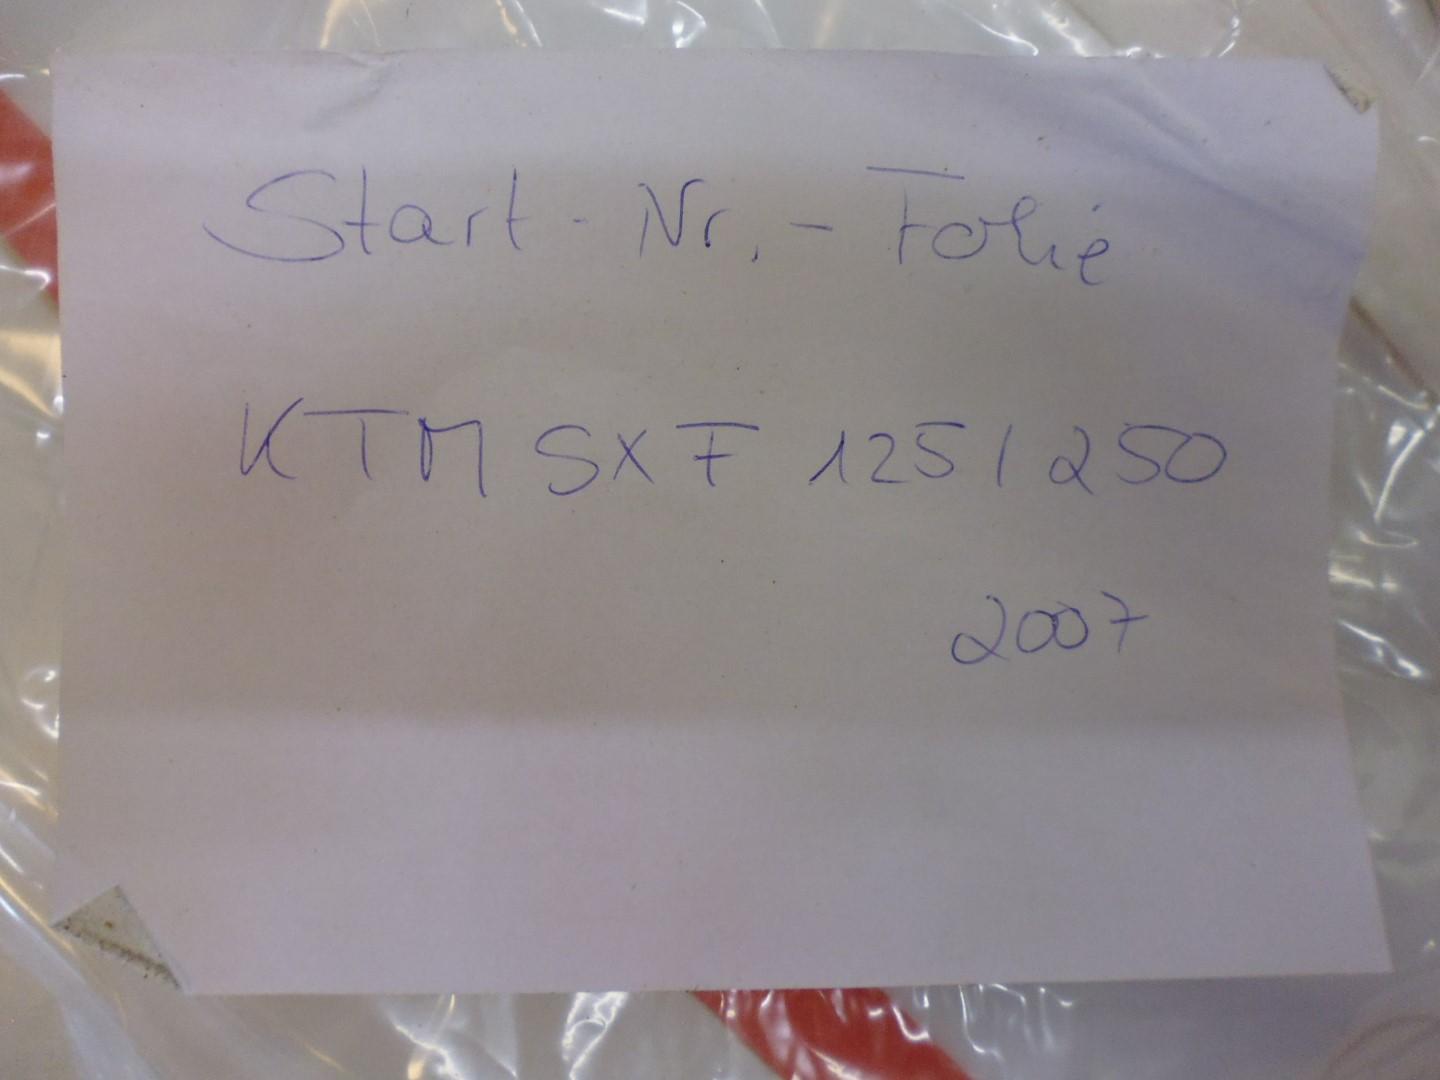 Start-Nr.-Folie
KTM SXF 125/250
2007